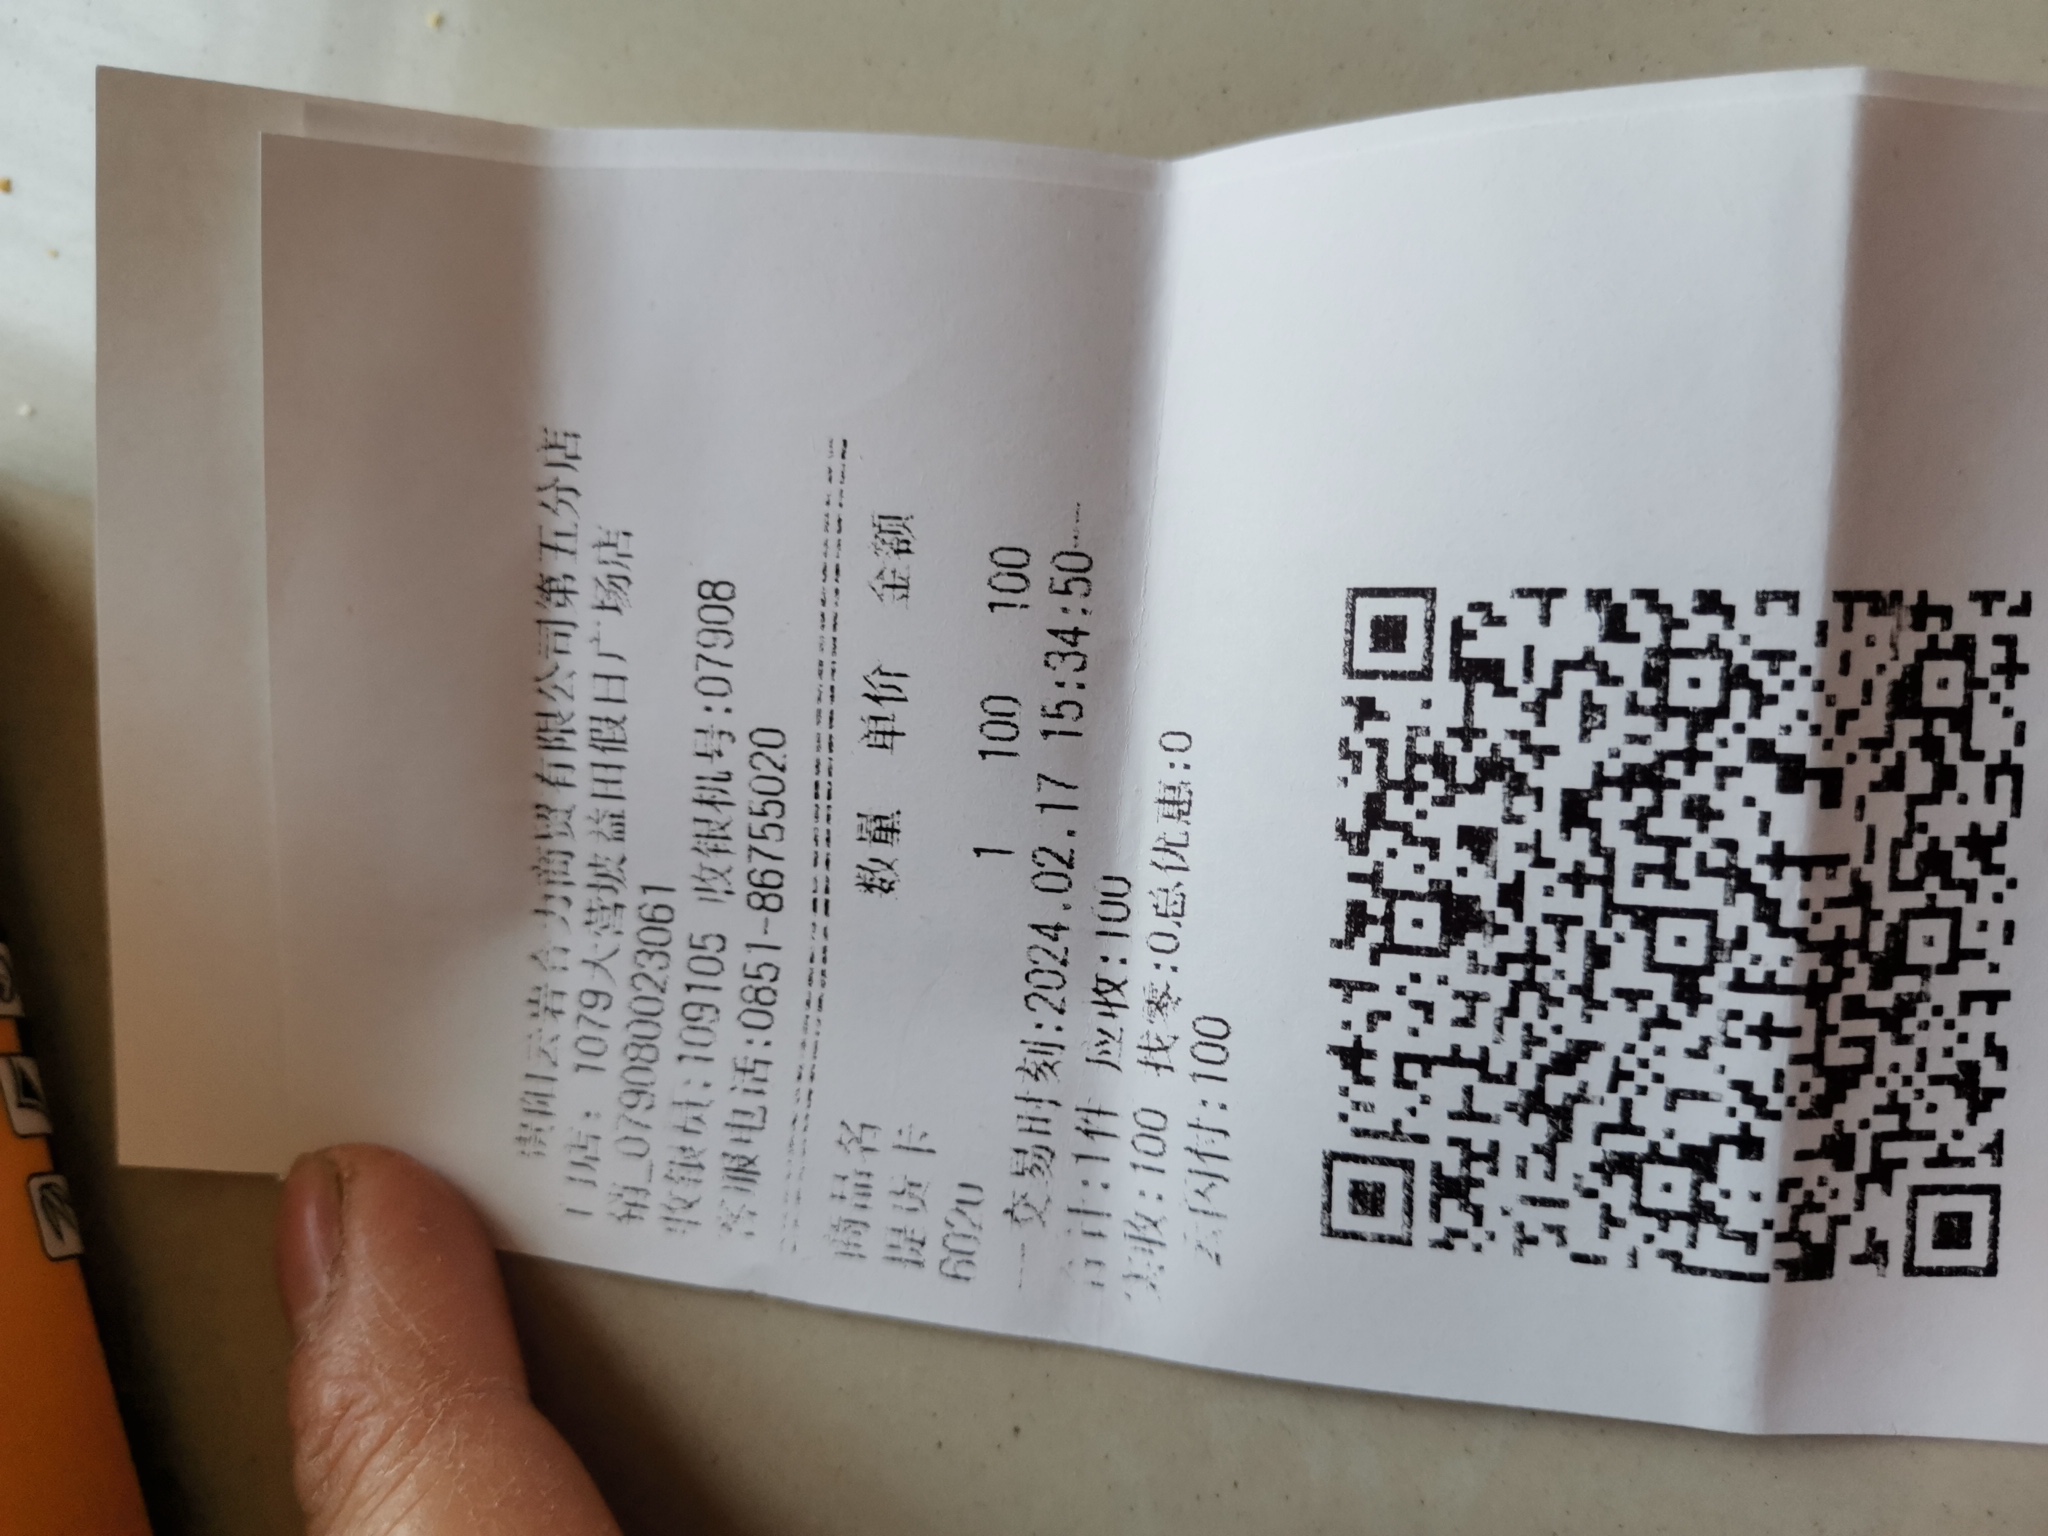 贵阳云岩合力商贸有限公司第五分店
门店: 1079大营坡益田假日广场店
销_0790800023061
收银员:109105 收银机号:07908
客服电话:0851-86755020
商品名 数量 单价 金额
提货卡
6020 1 100 100
交易时刻:2024.02.17 15:34:50
合计:1件 应收:100
实收:100 找零:0总优惠:0
云闪付:100